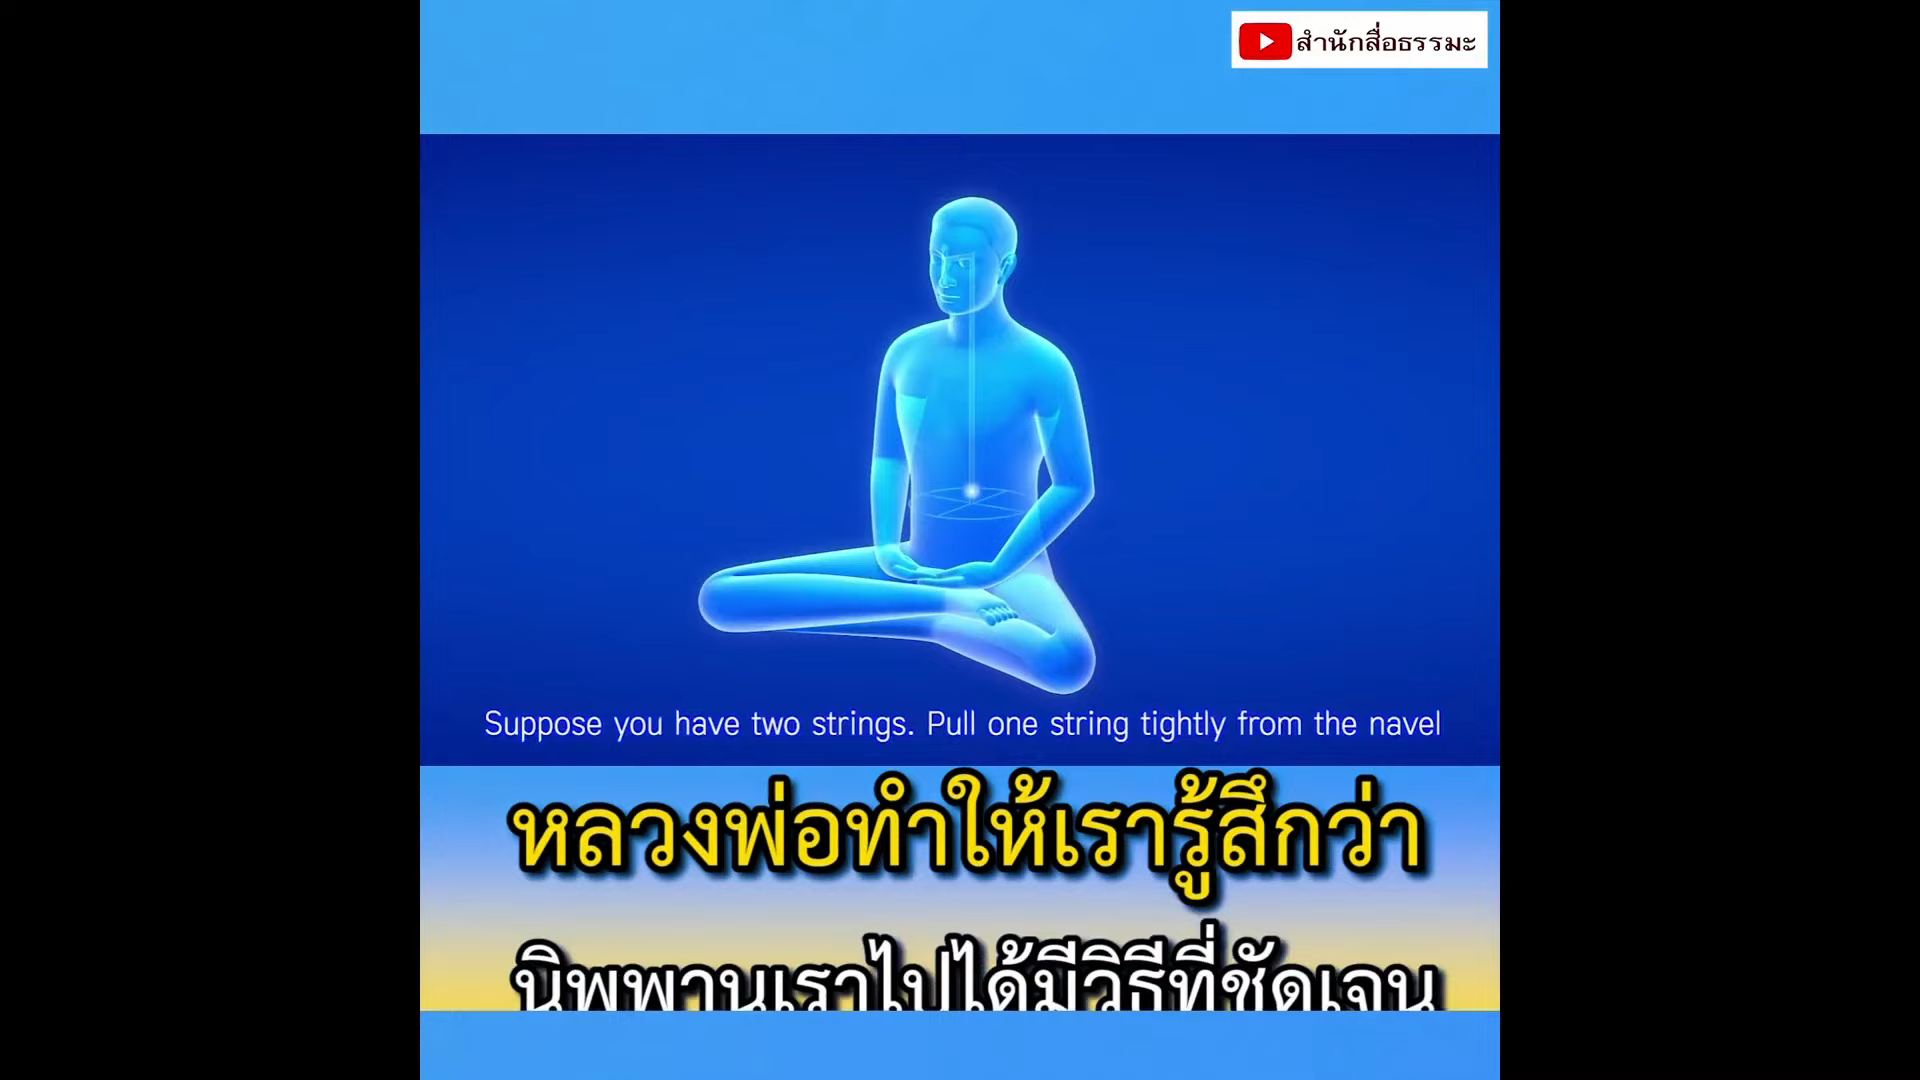 สำนักสื่อธรรมะ
Suppose you have two strings. Pull one string tightly from the navel
หลวงพ่อทำให้เรารู้สึกว่า
นิพพานเราไปได้มีวิธีที่ชัดเจน